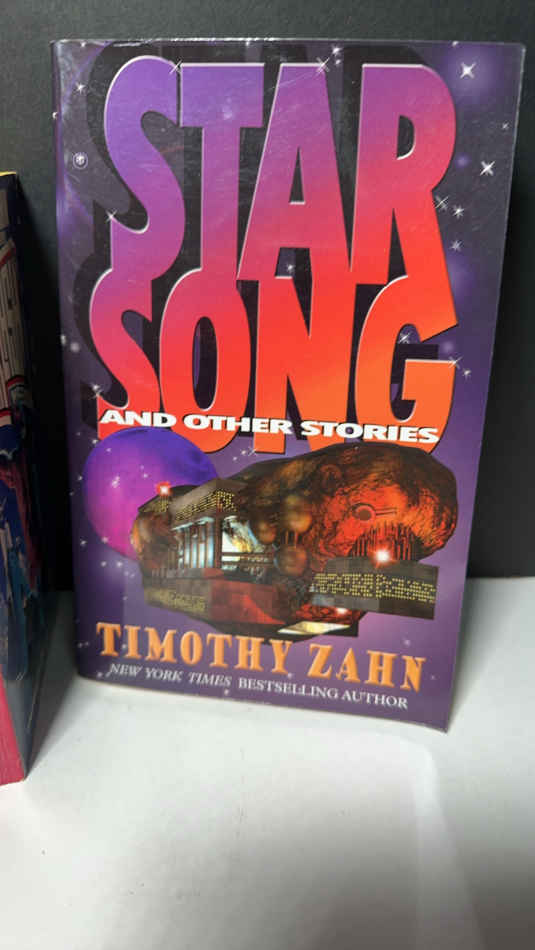 STAR
SONG
AND OTHER STORIES
TIMOTHY ZAHN
NEW YORK TIMES BESTSELLING AUTHOR